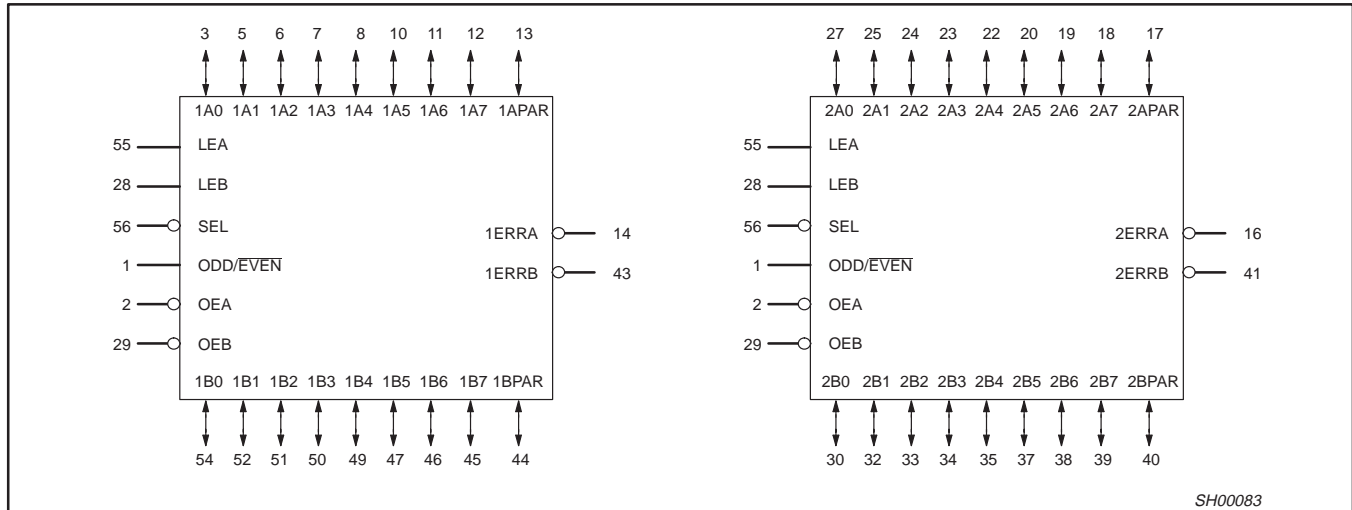 3 5 6 7 8 10 11 12 13
27 25 24 23 22 20 19 18 17
1A0 1A1 1A2 1A3 1A4 1A5 1A6 1A7 1APAR
2A0 2A1 2A2 2A3 2A4 2A5 2A6 2A7 2APAR
55 LEA
55 LEA
28 LEB
28 LEB
56 SEL
56 SEL
1ERRA 14
2ERRA 16
1 ODD/E̅V̅E̅N̅
1 ODD/E̅V̅E̅N̅
1ERRB 43
2ERRB 41
2 OEA
2 OEA
29 OEB
29 OEB
1B0 1B1 1B2 1B3 1B4 1B5 1B6 1B7 1BPAR
2B0 2B1 2B2 2B3 2B4 2B5 2B6 2B7 2BPAR
54 52 51 50 49 47 46 45 44
30 32 33 34 35 37 38 39 40
SH00083